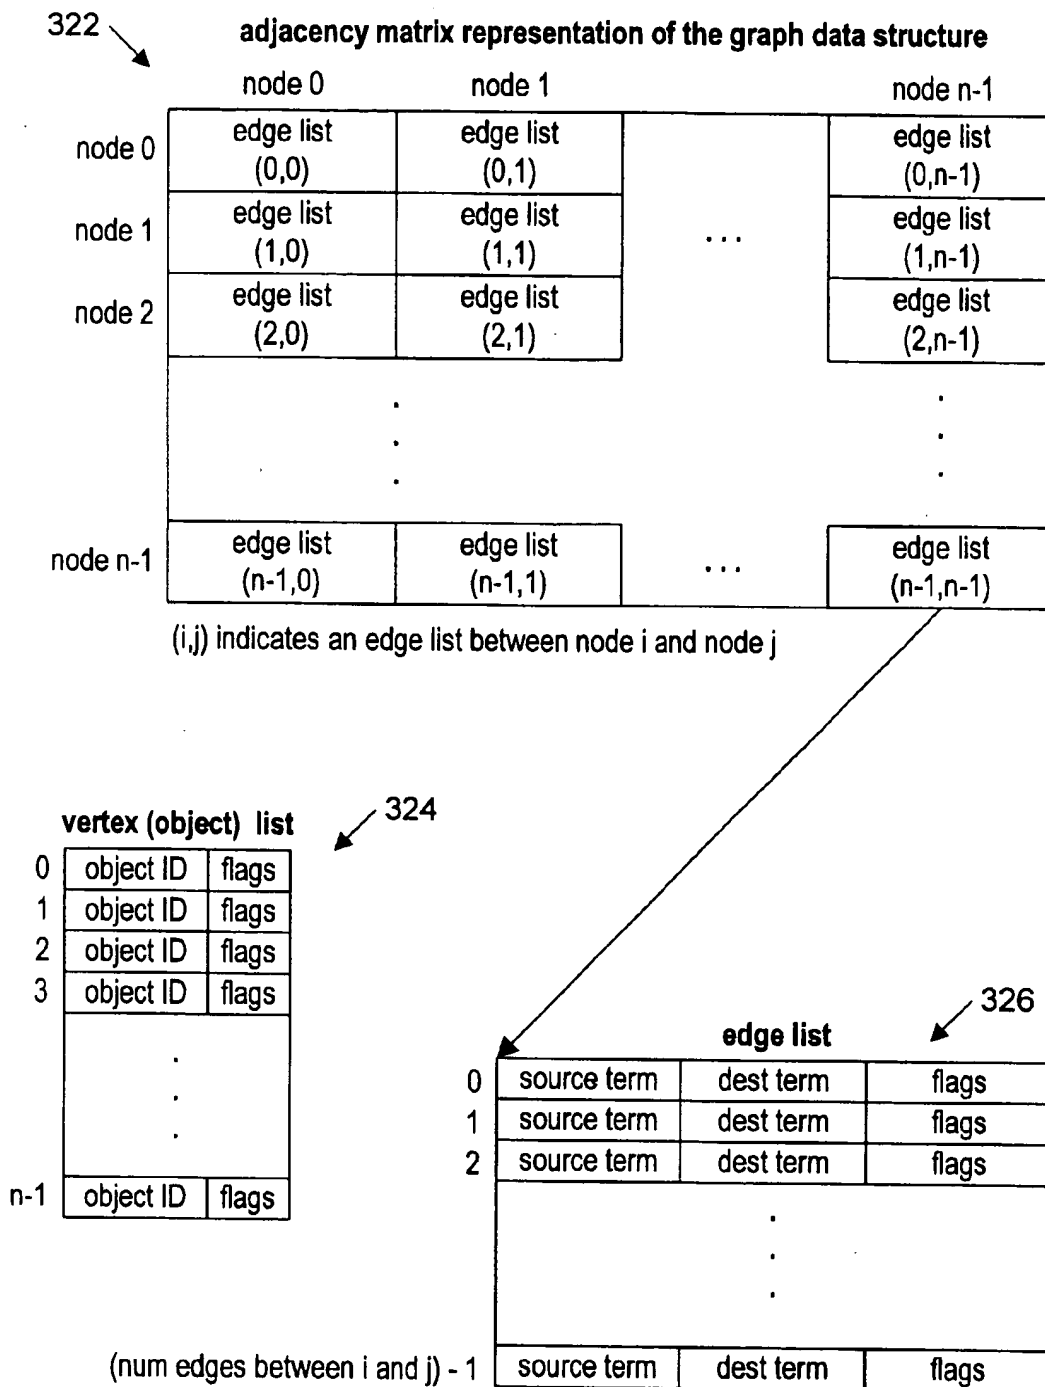 322
adjacency matrix representation of the graph data structure
node 0 node 1 node n-1
node 0 edge list (0,0) edge list (0,1) edge list (0,n-1)
node 1 edge list (1,0) edge list (1,1) ... edge list (1,n-1)
node 2 edge list (2,0) edge list (2,1) edge list (2,n-1)
. .
. .
. .
node n-1 edge list (n-1,0) edge list (n-1,1) ... edge list (n-1,n-1)
(i,j) indicates an edge list between node i and node j
324
vertex (object) list
0 object ID flags
1 object ID flags
2 object ID flags
3 object ID flags
.
.
.
n-1 object ID flags
326
edge list
0 source term dest term flags
1 source term dest term flags
2 source term dest term flags
.
.
.
(num edges between i and j) - 1 source term dest term flags